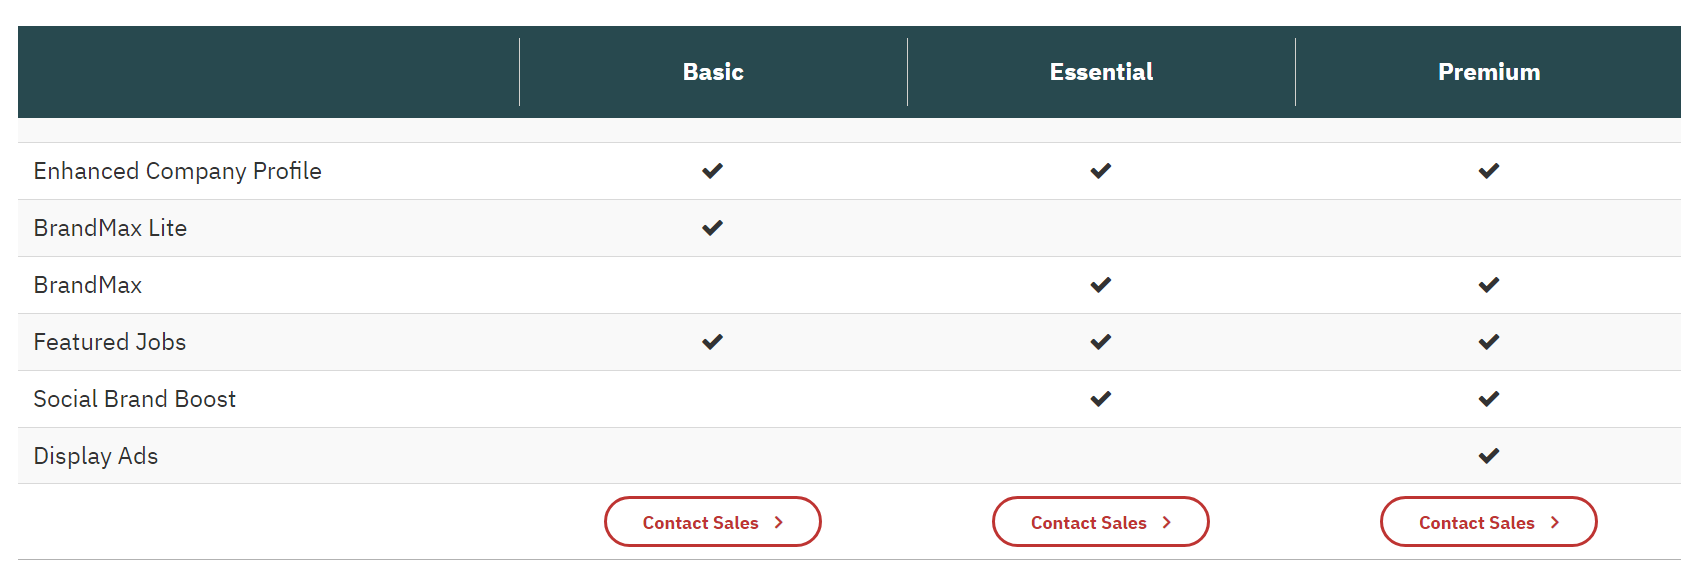 Basic Essential Premium
Enhanced Company Profile
BrandMax Lite
BrandMax
Featured Jobs
Social Brand Boost
Display Ads
Contact Sales Contact Sales Contact Sales